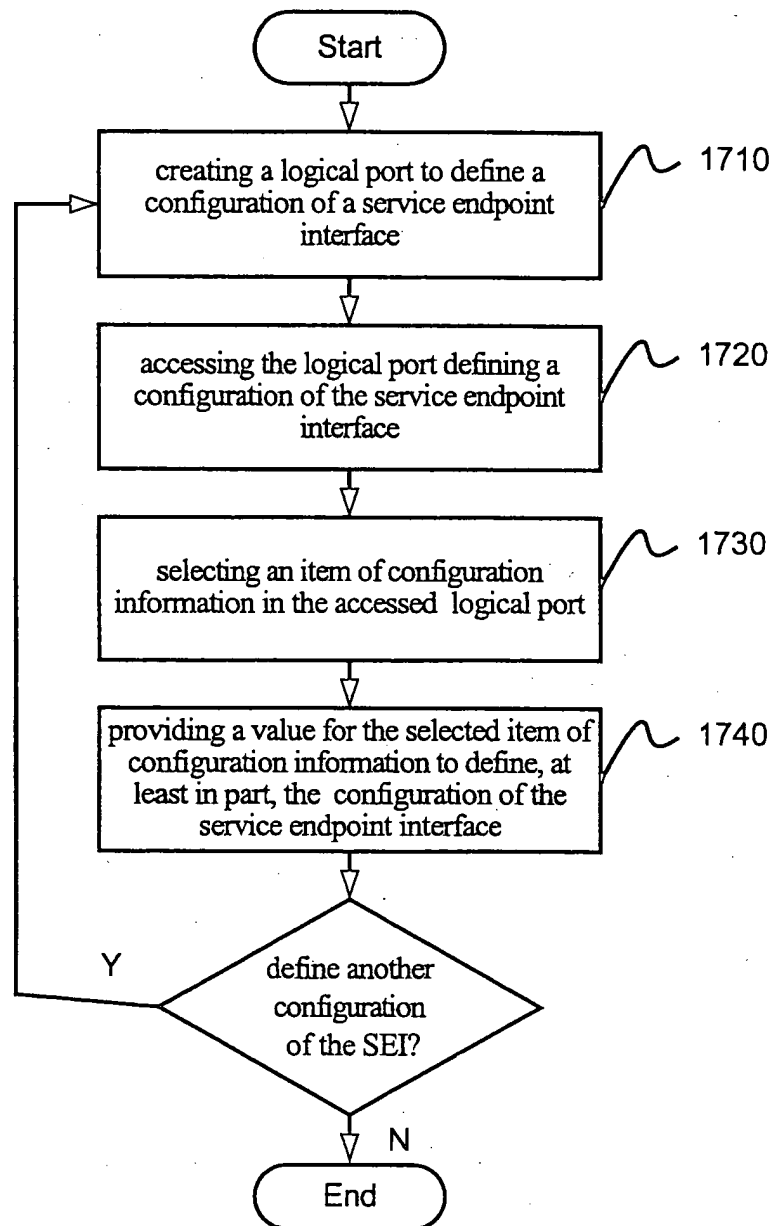 Start
creating a logical port to define a
configuration of a service endpoint
interface
1710
accessing the logical port defining a
configuration of the service endpoint
interface
1720
selecting an item of configuration
information in the accessed logical port
1730
providing a value for the selected item of
configuration information to define, at
least in part, the configuration of the
service endpoint interface
1740
Y
define another
configuration
of the SEI?
N
End